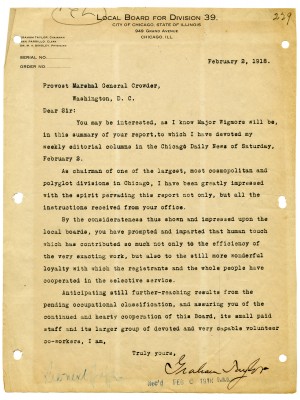 239
LOCAL BOARD FOR DIVISION 39,
CITY OF CHICAGO, STATE OF ILLINOIS
949 GRAND AVENUE
CHICAGO, ILL.
GRAHAM TAYLOR, CHAIRMAN
SERIAL NO.
ORDER NO.
February 2, 1918.
Provost Marshal General Crowder,
Washington, D. C.
Dear Sir:
You may be interested, as I know Major Wigmore will be,
in this summary of your report, to which I have devoted my
weekly editorial columns in the Chicago Daily News of Saturday,
February 2.
As chairman of one of the largest, most cosmopolitan and
polyglot divisions in Chicago, I have been greatly impressed
with the spirit pervading this report not only, but all the
instructions received from your office.
By the considerateness thus shown and impressed upon the
local boards, you have prompted and imparted that human touch
which has contributed so much not only to the efficiency of
the very exacting work, but also to the still more wonderful
loyalty with which the registrants and the whole people have
cooperated in the selective service.
Anticipating still further-reaching results from the
pending occupational classification, and assuring you of the
continued and hearty cooperation of this Board, its small paid
staff and its larger group of devoted and very capable volunteer
co-workers, I am,
Truly yours,
Graham Taylor
Rec'd FEB 6 1918